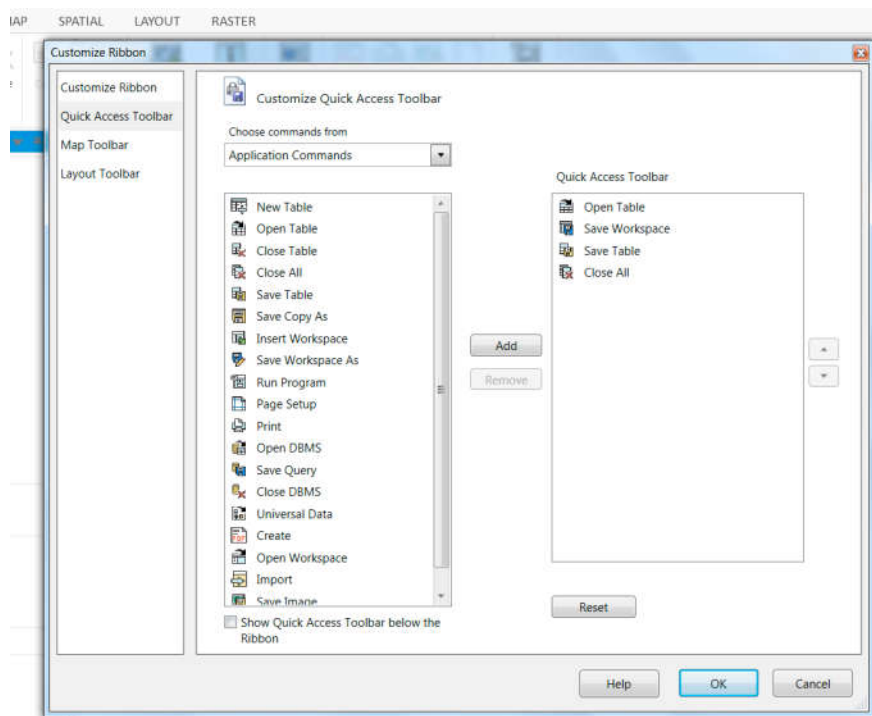 SPATIAL LAYOUT RASTER
Customize Ribbon
Customize Ribbon
Quick Access Toolbar
Map Toolbar
Layout Toolbar
Customize Quick Access Toolbar
Choose commands from
Application Commands
New Table
Open Table
Close Table
Close All
Save Table
Save Copy As
Insert Workspace
Save Workspace As
Run Program
Page Setup
Print
Open DBMS
Save Query
Close DBMS
Universal Data
Create
Open Workspace
Import
Save Image
Show Quick Access Toolbar below the
Ribbon
Add
Remove
Quick Access Toolbar
Open Table
Save Workspace
Save Table
Close All
Reset
Help OK Cancel